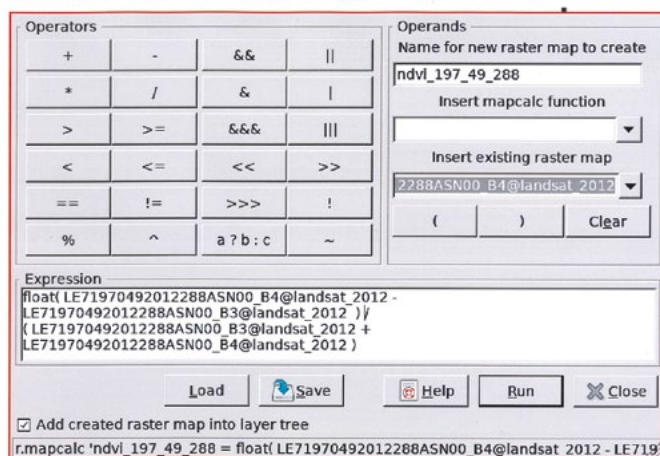 Operators
+ - && ||
* / & |
> >= &&& |||
< <= << >>
== != >>> !
% ^ a?b:c ~
Operands
Name for new raster map to create
ndvi_197_49_288
Insert mapcalc function
Insert existing raster map
2288ASN00_B4@landsat_2012
( ) Clear
Expression
float( LE71970492012288ASN00_B4@landsat_2012 -
LE71970492012288ASN00_B3@landsat_2012 ) /
( LE71970492012288ASN00_B3@landsat_2012 +
LE71970492012288ASN00_B4@landsat_2012 )
Load Save Help Run Close
Add created raster map into layer tree
r.mapcalc 'ndvi_197_49_288 = float( LE71970492012288ASN00_B4@landsat_2012 - LE7197